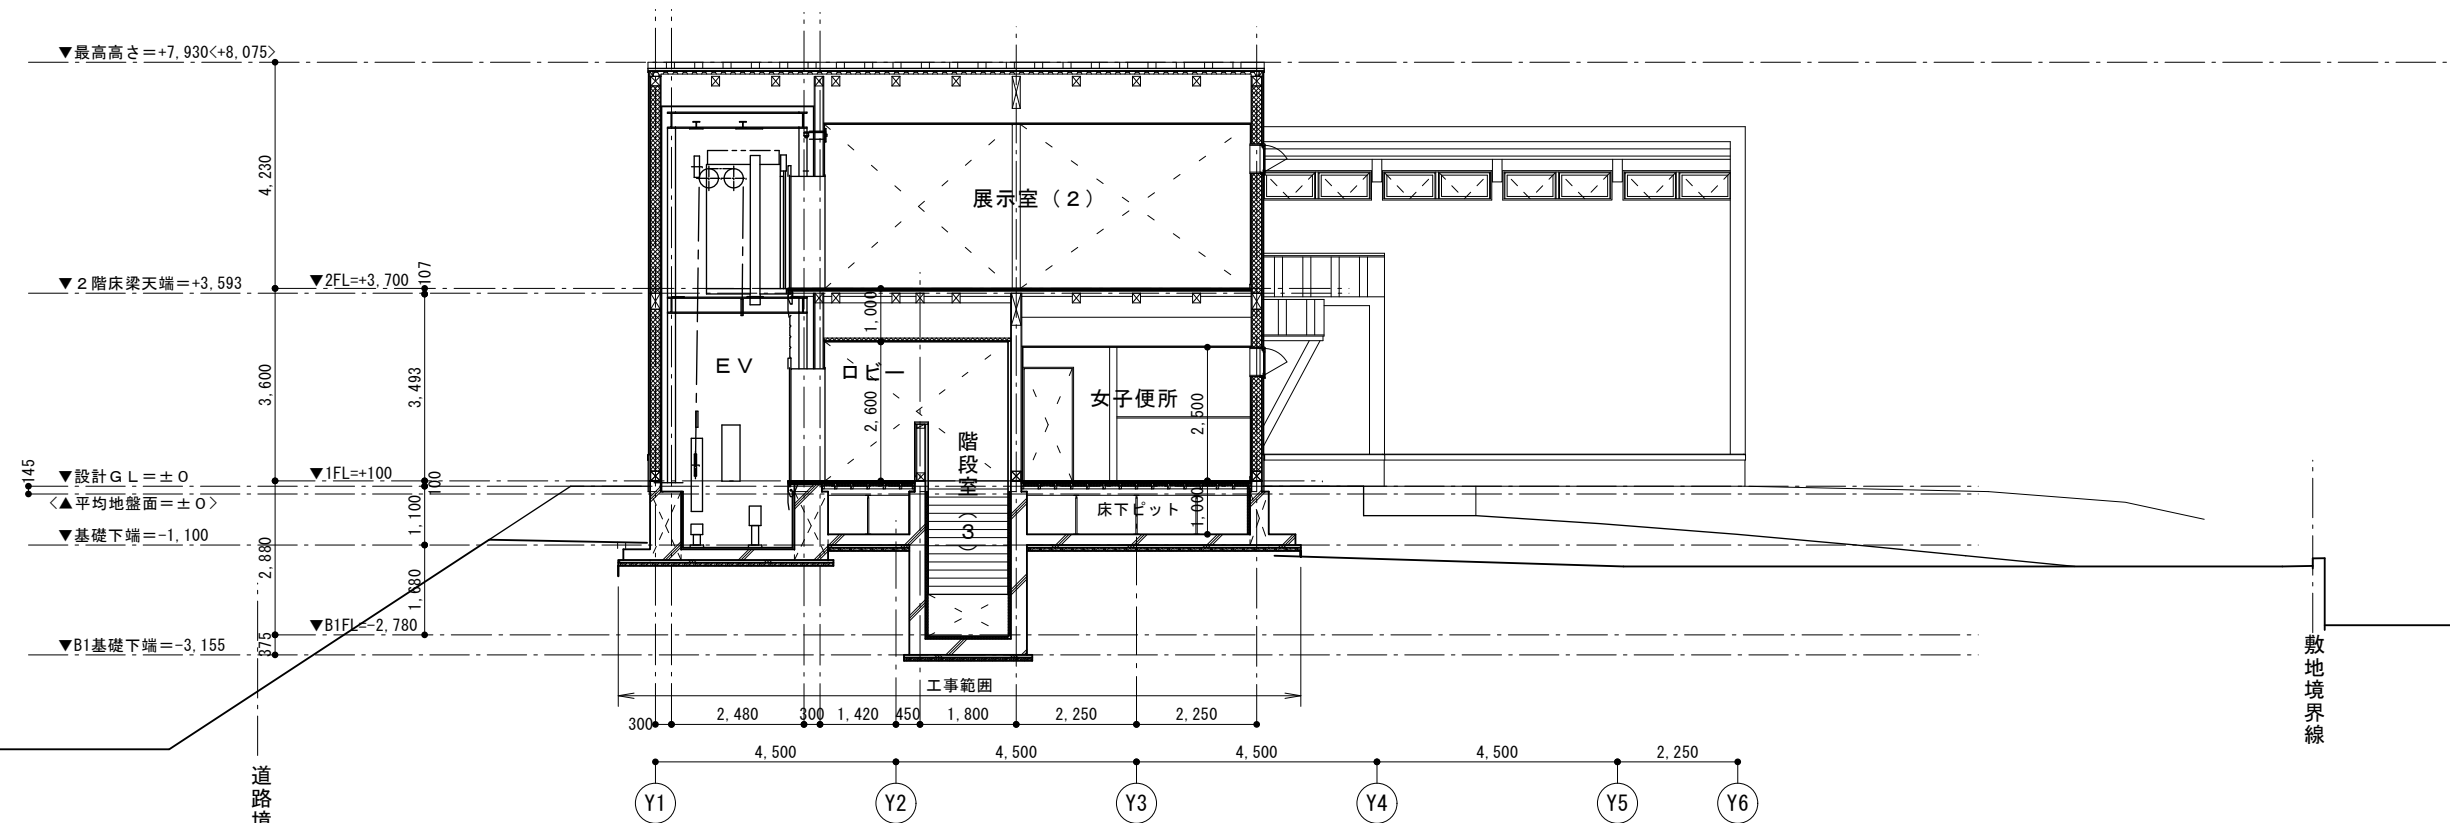 ▼最高高さ=+7,930<+8,075>
4,230
展示室(2)
▼2階床梁天端=+3,593
▼2FL=+3,700
107
1,000
3,600
3,493
EV
ロビー
2,600
女子便所
2,500
階段室(3)
145
▼設計GL=±0
▼1FL=+100
100
<▲平均地盤面=±0>
1,100
床下ピット
1,000
▼基礎下端=-1,100
2,880
1,680
▼B1FL=-2,780
▼B1基礎下端=-3,155
375
敷地境界線
工事範囲
300
2,480
300
1,420
450
1,800
2,250
2,250
4,500
4,500
4,500
4,500
2,250
道路境
Y1
Y2
Y3
Y4
Y5
Y6